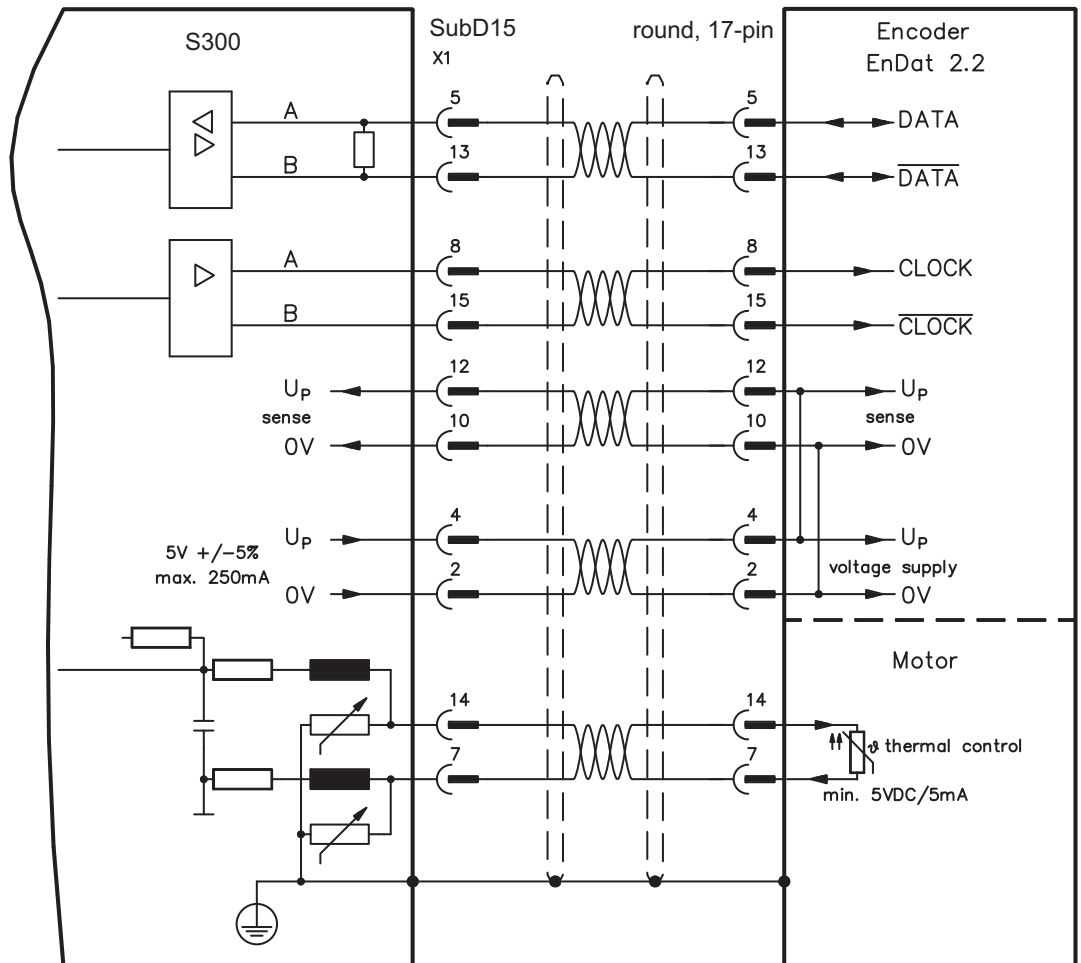 S300
SubD15
X1
round, 17-pin
Encoder
EnDat 2.2
A
5
5
DATA
B
13
13
DATA
A
8
8
CLOCK
B
15
15
CLOCK
UP
12
12
UP
sense
sense
0V
10
10
0V
5V +/-5%
max. 250mA
UP
4
4
UP
voltage supply
0V
2
2
0V
Motor
14
14
7
7
ϑ thermal control
min. 5VDC/5mA